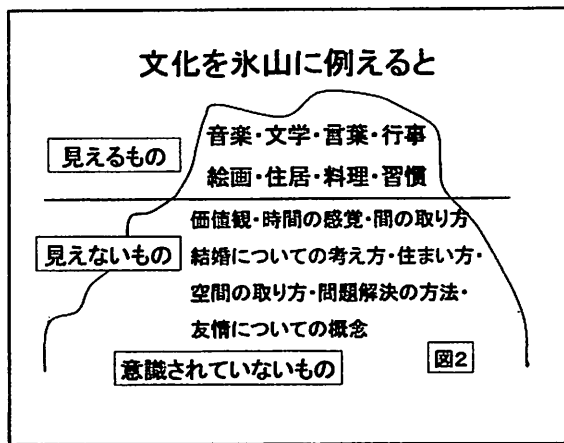 文化を氷山に例えると
見えるもの
音楽・文学・言葉・行事
絵画・住居・料理・習慣
見えないもの
価値観・時間の感覚・間の取り方
結婚についての考え方・住まい方・
空間の取り方・問題解決の方法・
友情についての概念
意識されていないもの
図2